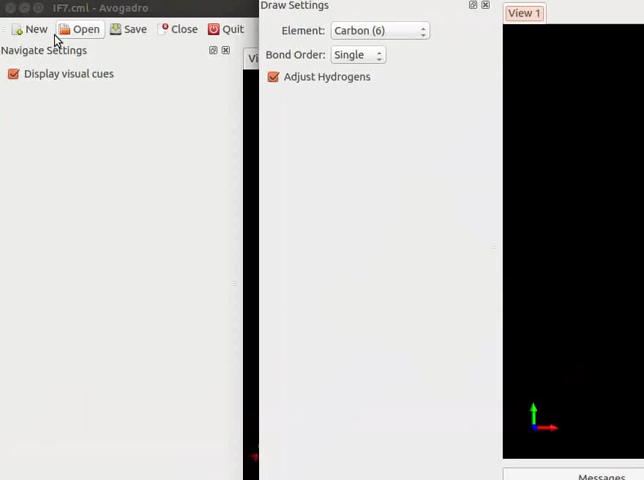 IF7.cml - Avogadro
New Open Save Close Quit
Navigate Settings
Display visual cues
Vi
Draw Settings
Element: Carbon (6)
Bond Order: Single
Adjust Hydrogens
View 1
Messages